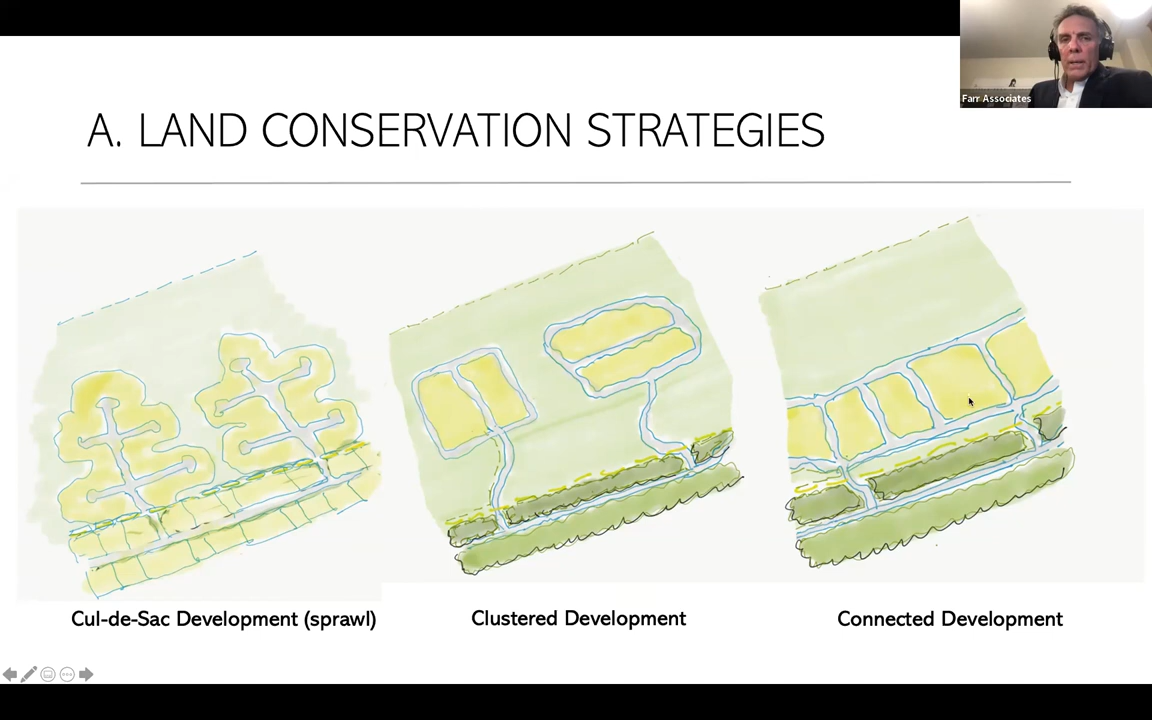 Farr Associates
A. LAND CONSERVATION STRATEGIES
Cul-de-Sac Development (sprawl)
Clustered Development
Connected Development